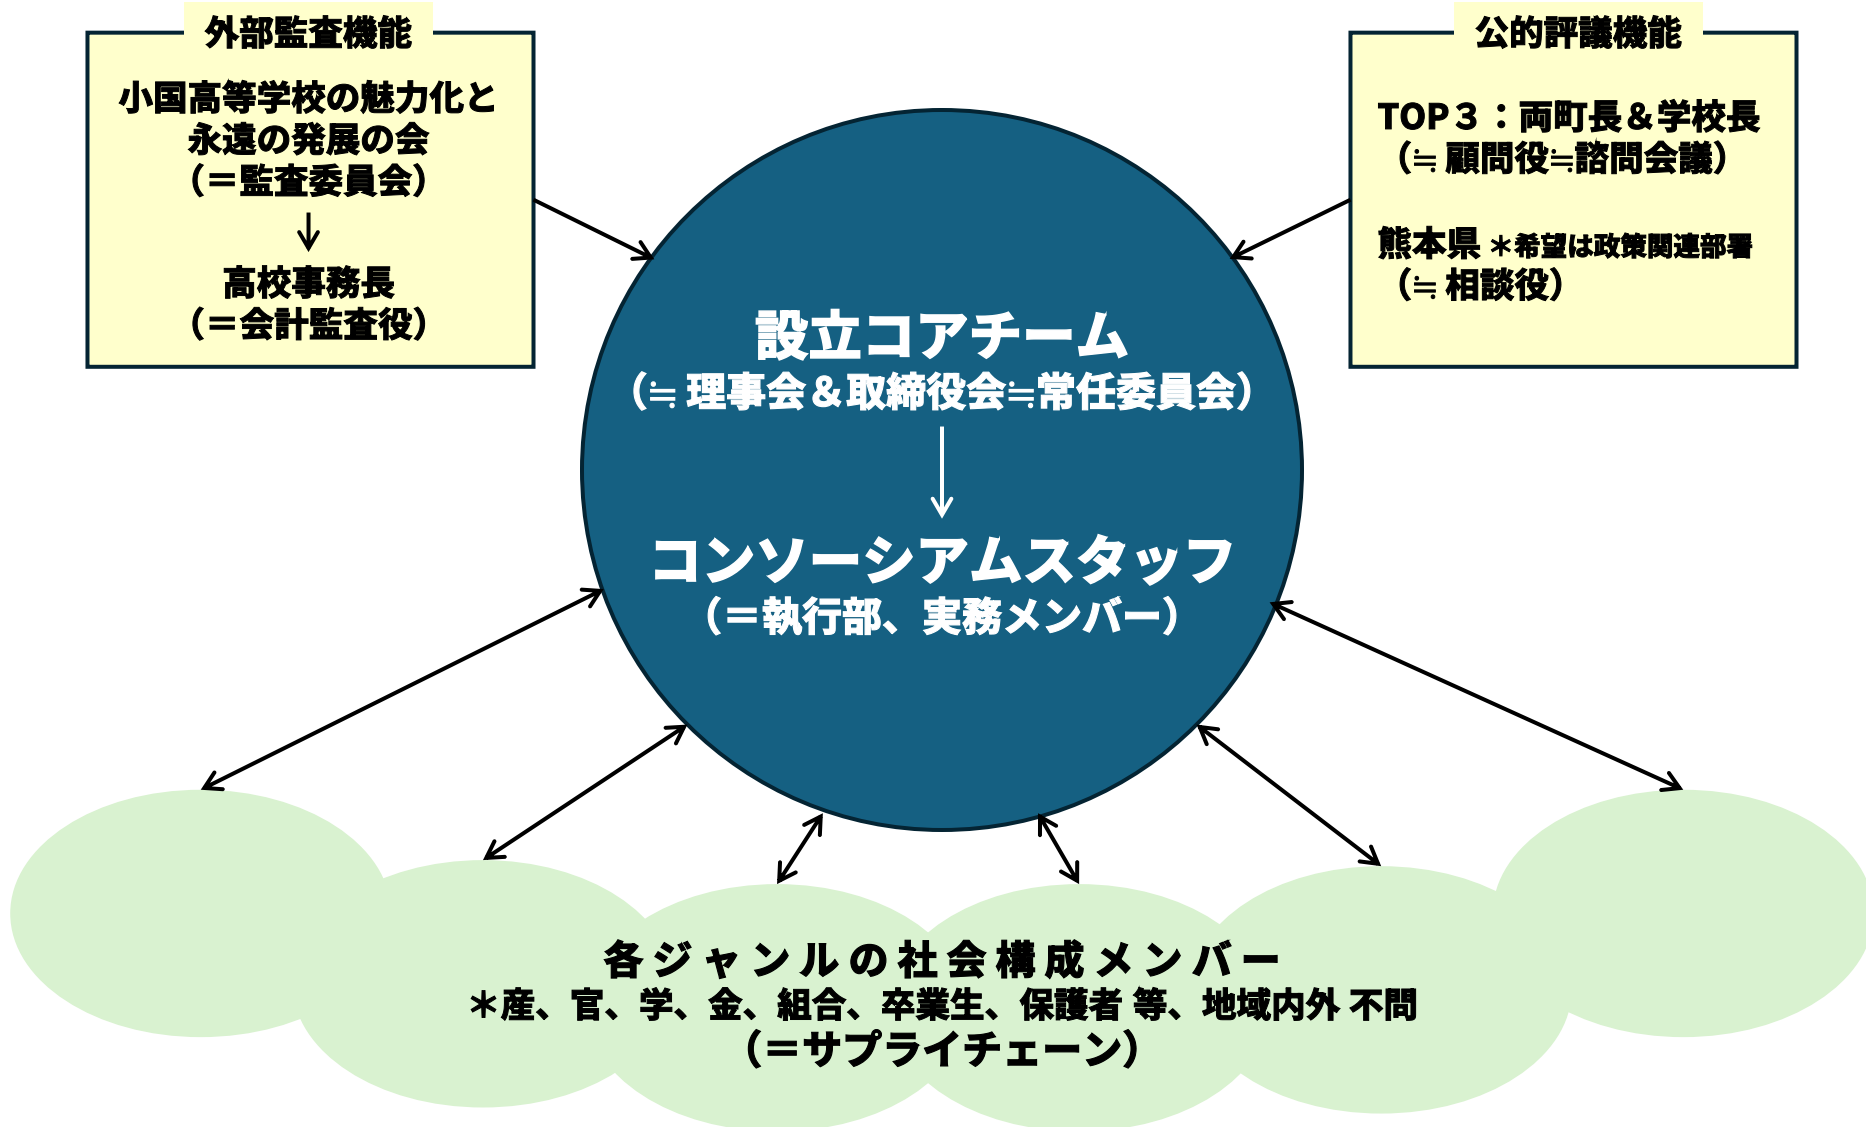 外部監査機能
小国高等学校の魅力化と
永遠の発展の会
（＝監査委員会）
高校事務長
（＝会計監査役）
公的評議機能
TOP３：両町長＆学校長
（≒ 顧問役≒諮問会議）
熊本県 ＊希望は政策関連部署
（≒ 相談役）
設立コアチーム
（≒ 理事会＆取締役会≒常任委員会）
コンソーシアムスタッフ
（＝執行部、実務メンバー）
各ジャンルの社会構成メンバー
＊産、官、学、金、組合、卒業生、保護者 等、地域内外 不問
（＝サプライチェーン）